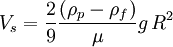 V_s = \frac{2}{9}\frac{(\rho_p - \rho_f)}{\mu} g\, R^2